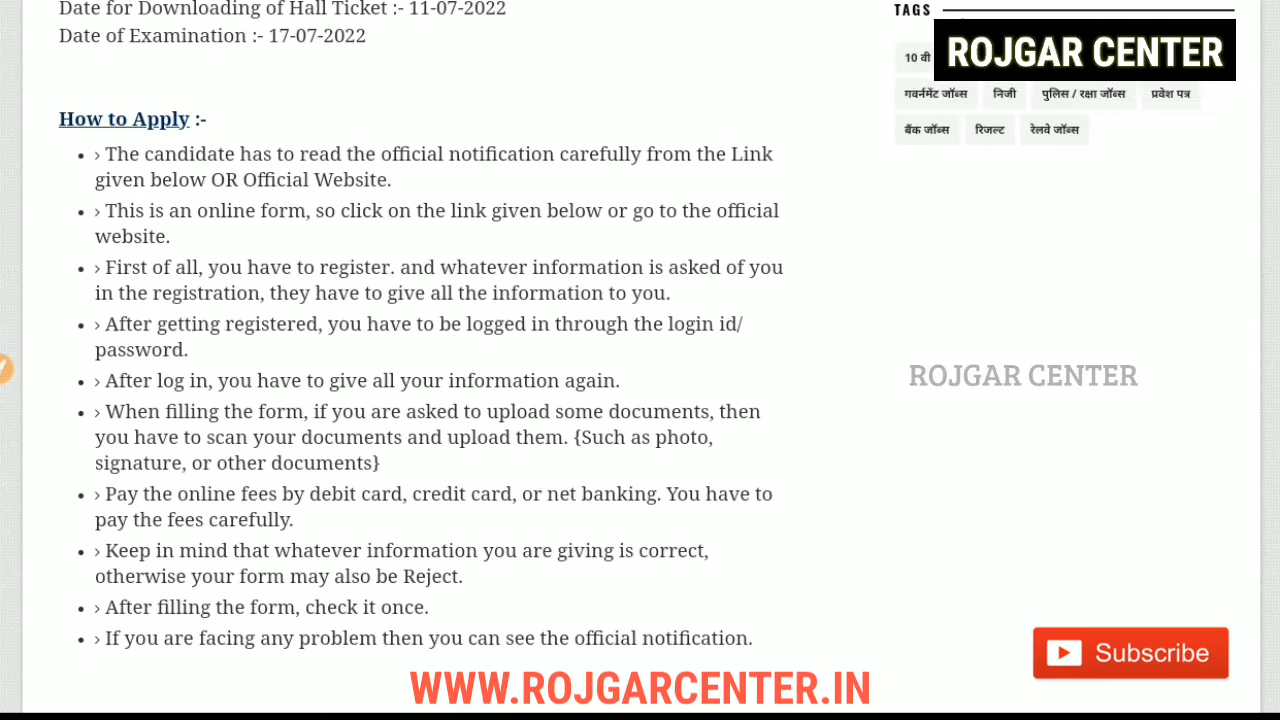 Date for Downloading of Hall Ticket :- 11-07-2022
Date of Examination :- 17-07-2022
How to Apply :-
• › The candidate has to read the official notification carefully from the Link
given below OR Official Website.
• › This is an online form, so click on the link given below or go to the official
website.
• › First of all, you have to register. and whatever information is asked of you
in the registration, they have to give all the information to you.
• › After getting registered, you have to be logged in through the login id/
password.
• › After log in, you have to give all your information again.
• › When filling the form, if you are asked to upload some documents, then
you have to scan your documents and upload them. {Such as photo,
signature, or other documents}
• › Pay the online fees by debit card, credit card, or net banking. You have to
pay the fees carefully.
• › Keep in mind that whatever information you are giving is correct,
otherwise your form may also be Reject.
• › After filling the form, check it once.
• › If you are facing any problem then you can see the official notification.
TAGS
ROJGAR CENTER
10 वी
गवर्नमेंट जॉब्स निजी पुलिस / रक्षा जॉब्स प्रवेश पत्र
बैंक जॉब्स रिजल्ट रेलवे जॉब्स
ROJGAR CENTER
Subscribe
WWW.ROJGARCENTER.IN